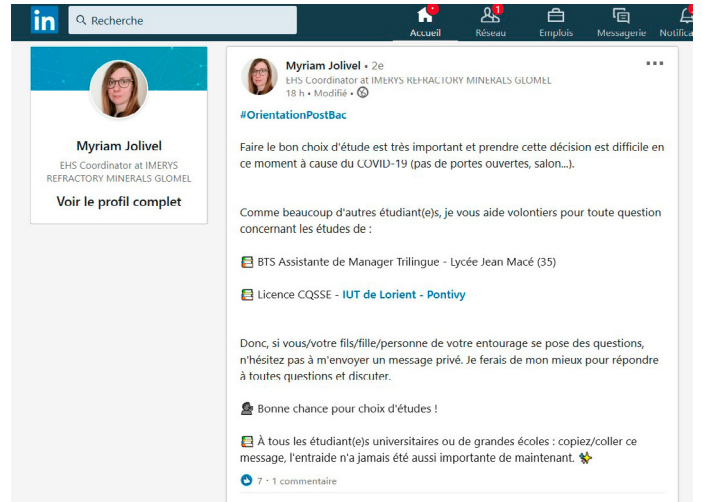 in
Recherche
1
Accueil
Réseau
Emplois
Messagerie
Notifica
Myriam Jolivel
EHS Coordinator at IMERYS
REFRACTORY MINERALS GLOMEL
Voir le profil complet
Myriam Jolivel • 2e
EHS Coordinator at IMERYS REFRACTORY MINERALS GLOMEL
18 h • Modifié •
#OrientationPostBac
Faire le bon choix d'étude est très important et prendre cette décision est difficile en
ce moment à cause du COVID-19 (pas de portes ouvertes, salon...).
Comme beaucoup d'autres étudiant(e)s, je vous aide volontiers pour toute question
concernant les études de :
BTS Assistante de Manager Trilingue - Lycée Jean Macé (35)
Licence CQSSE - IUT de Lorient - Pontivy
Donc, si vous/votre fils/fille/personne de votre entourage se pose des questions,
n'hésitez pas à m'envoyer un message privé. Je ferais de mon mieux pour répondre
à toutes questions et discuter.
Bonne chance pour choix d'études !
À tous les étudiant(e)s universitaires ou de grandes écoles : copiez/coller ce
message, l'entraide n'a jamais été aussi importante de maintenant.
7 · 1 commentaire